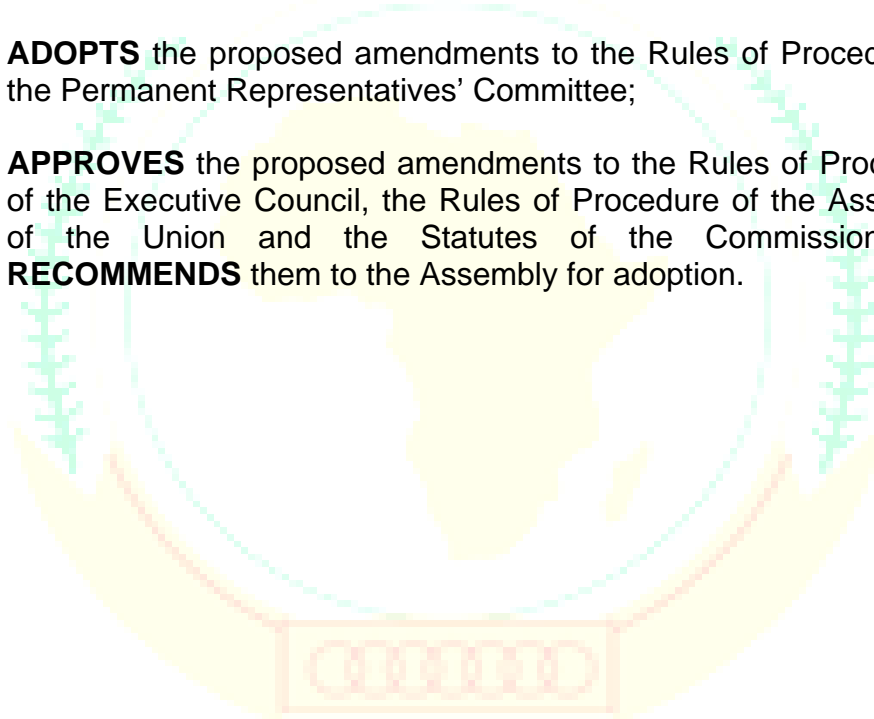 ADOPTS the proposed amendments to the Rules of Proced
the Permanent Representatives’ Committee;
APPROVES the proposed amendments to the Rules of Pro
of the Executive Council, the Rules of Procedure of the Ass
of the Union and the Statutes of the Commission
RECOMMENDS them to the Assembly for adoption.